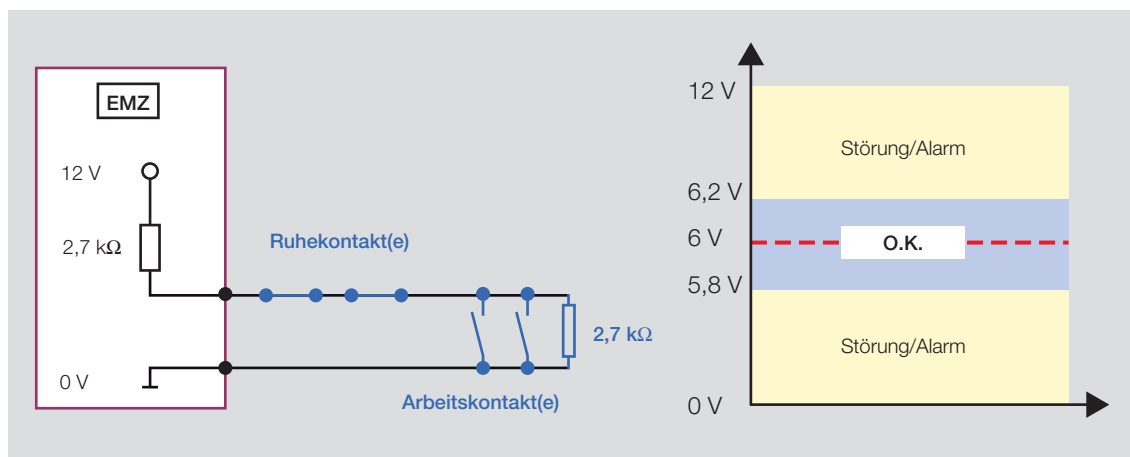 EMZ
12 V
2,7 kΩ
0 V
Ruhekontakt(e)
2,7 kΩ
Arbeitskontakt(e)
12 V
Störung/Alarm
6,2 V
6 V
O.K.
5,8 V
Störung/Alarm
0 V